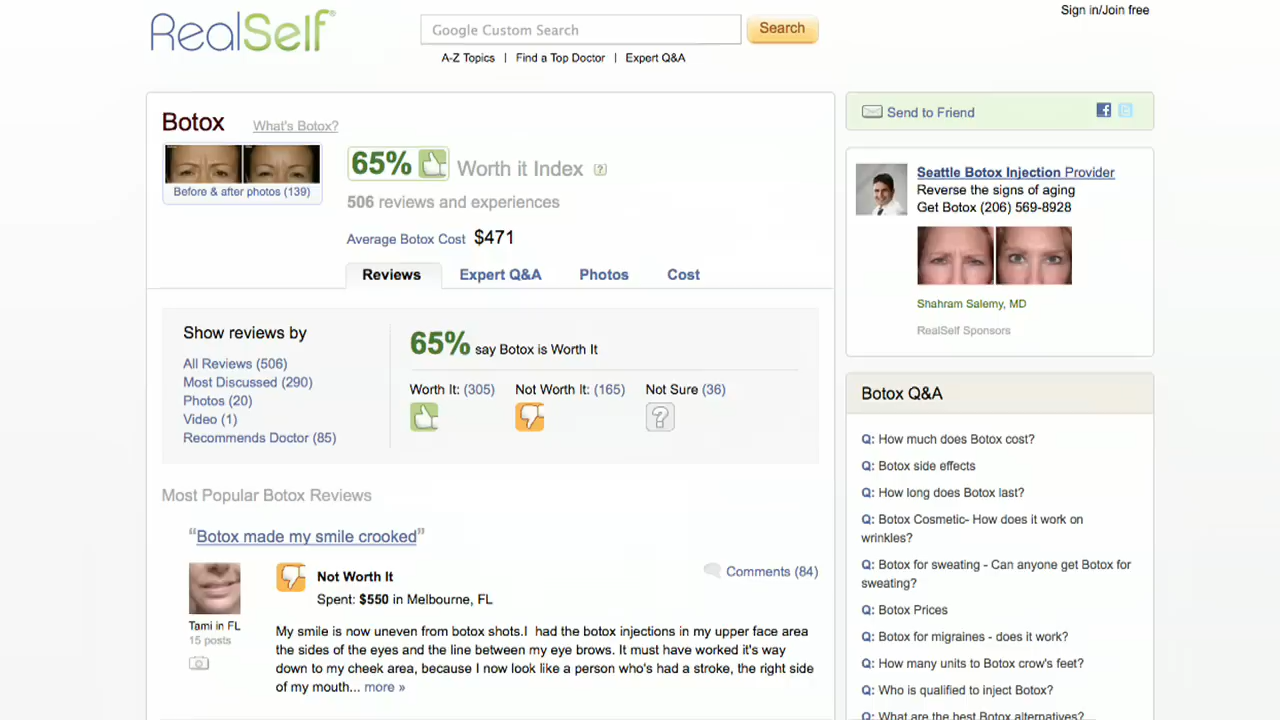 RealSelf®
Google Custom Search
Search
Sign in/Join free
A-Z Topics | Find a Top Doctor | Expert Q&A
Botox
What's Botox?
Before & after photos (139)
65%
Worth it Index
?
506 reviews and experiences
Average Botox Cost $471
Reviews
Expert Q&A
Photos
Cost
Show reviews by
All Reviews (506)
Most Discussed (290)
Photos (20)
Video (1)
Recommends Doctor (85)
65% say Botox is Worth It
Worth It: (305)
Not Worth It: (165)
Not Sure (36)
?
Most Popular Botox Reviews
“Botox made my smile crooked”
Tami in FL
15 posts
Not Worth It
Spent: $550 in Melbourne, FL
Comments (84)
My smile is now uneven from botox shots.I had the botox injections in my upper face area
the sides of the eyes and the line between my eye brows. It must have worked it's way
down to my cheek area, because I now look like a person who's had a stroke, the right side
of my mouth... more »
Send to Friend
Seattle Botox Injection Provider
Reverse the signs of aging
Get Botox (206) 569-8928
Shahram Salemy, MD
RealSelf Sponsors
Botox Q&A
Q: How much does Botox cost?
Q: Botox side effects
Q: How long does Botox last?
Q: Botox Cosmetic- How does it work on
wrinkles?
Q: Botox for sweating - Can anyone get Botox for
sweating?
Q: Botox Prices
Q: Botox for migraines - does it work?
Q: How many units to Botox crow's feet?
Q: Who is qualified to inject Botox?
Q: What are the best Botox alternatives?